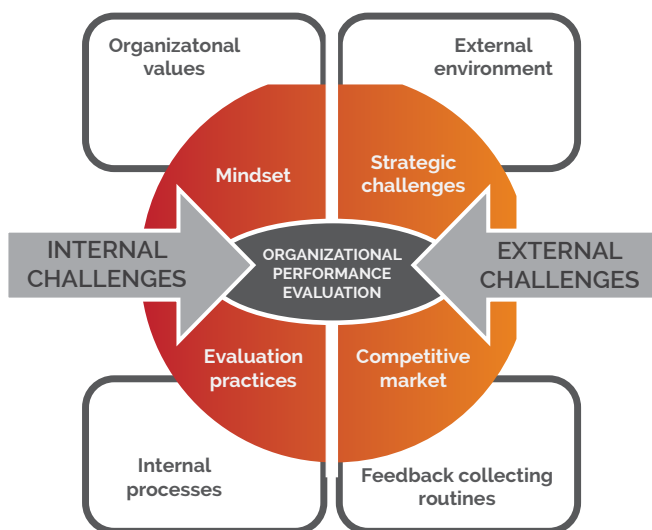 Organizatonal
values
External
environment
Mindset
Strategic
challenges
INTERNAL
CHALLENGES
ORGANIZATIONAL
PERFORMANCE
EVALUATION
EXTERNAL
CHALLENGES
Evaluation
practices
Competitive
market
Internal
processes
Feedback collecting
routines